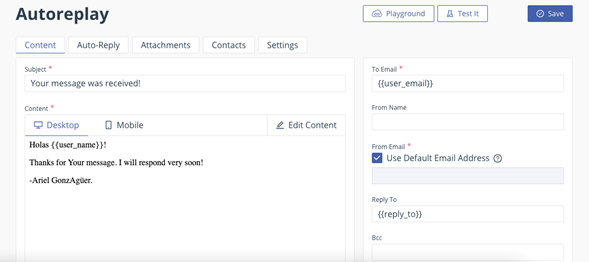 Autoreplay
Playground
Test It
Save
Content
Auto-Reply
Attachments
Contacts
Settings
Subject *
Your message was received!
Content *
Desktop
Mobile
Edit Content
Holas {{user_name}}!
Thanks for Your message. I will respond very soon!
-Ariel GonzAgüer.
To Email *
{{user_email}}
From Name
From Email *
Use Default Email Address
Reply To
{{reply_to}}
Bcc